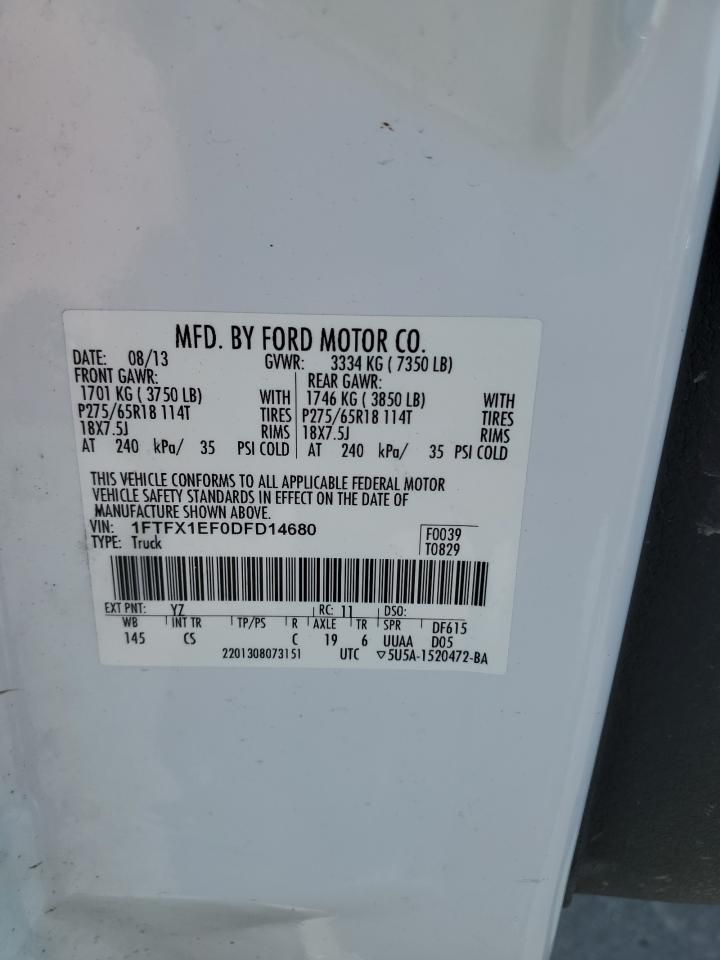 MFD. BY FORD MOTOR CO.
DATE: 08/13 GVWR: 3334 KG ( 7350 LB)
FRONT GAWR: REAR GAWR:
1701 KG ( 3750 LB) WITH 1746 KG ( 3850 LB) WITH
P275/65R18 114T TIRES P275/65R18 114T TIRES
18X7.5J RIMS 18X7.5J RIMS
AT 240 kPa/ 35 PSI COLD AT 240 kPa/ 35 PSI COLD
THIS VEHICLE CONFORMS TO ALL APPLICABLE FEDERAL MOTOR
VEHICLE SAFETY STANDARDS IN EFFECT ON THE DATE OF
MANUFACTURE SHOWN ABOVE.
VIN: 1FTFX1EF0DFD14680 F0039
TYPE: Truck T0829
EXT PNT: YZ RC: 11 DSO:
WB INT TR TP/PS R AXLE TR SPR DF615
145 CS C 19 6 UUAA D05
2201308073151 UTC ▽5U5A-1520472-BA